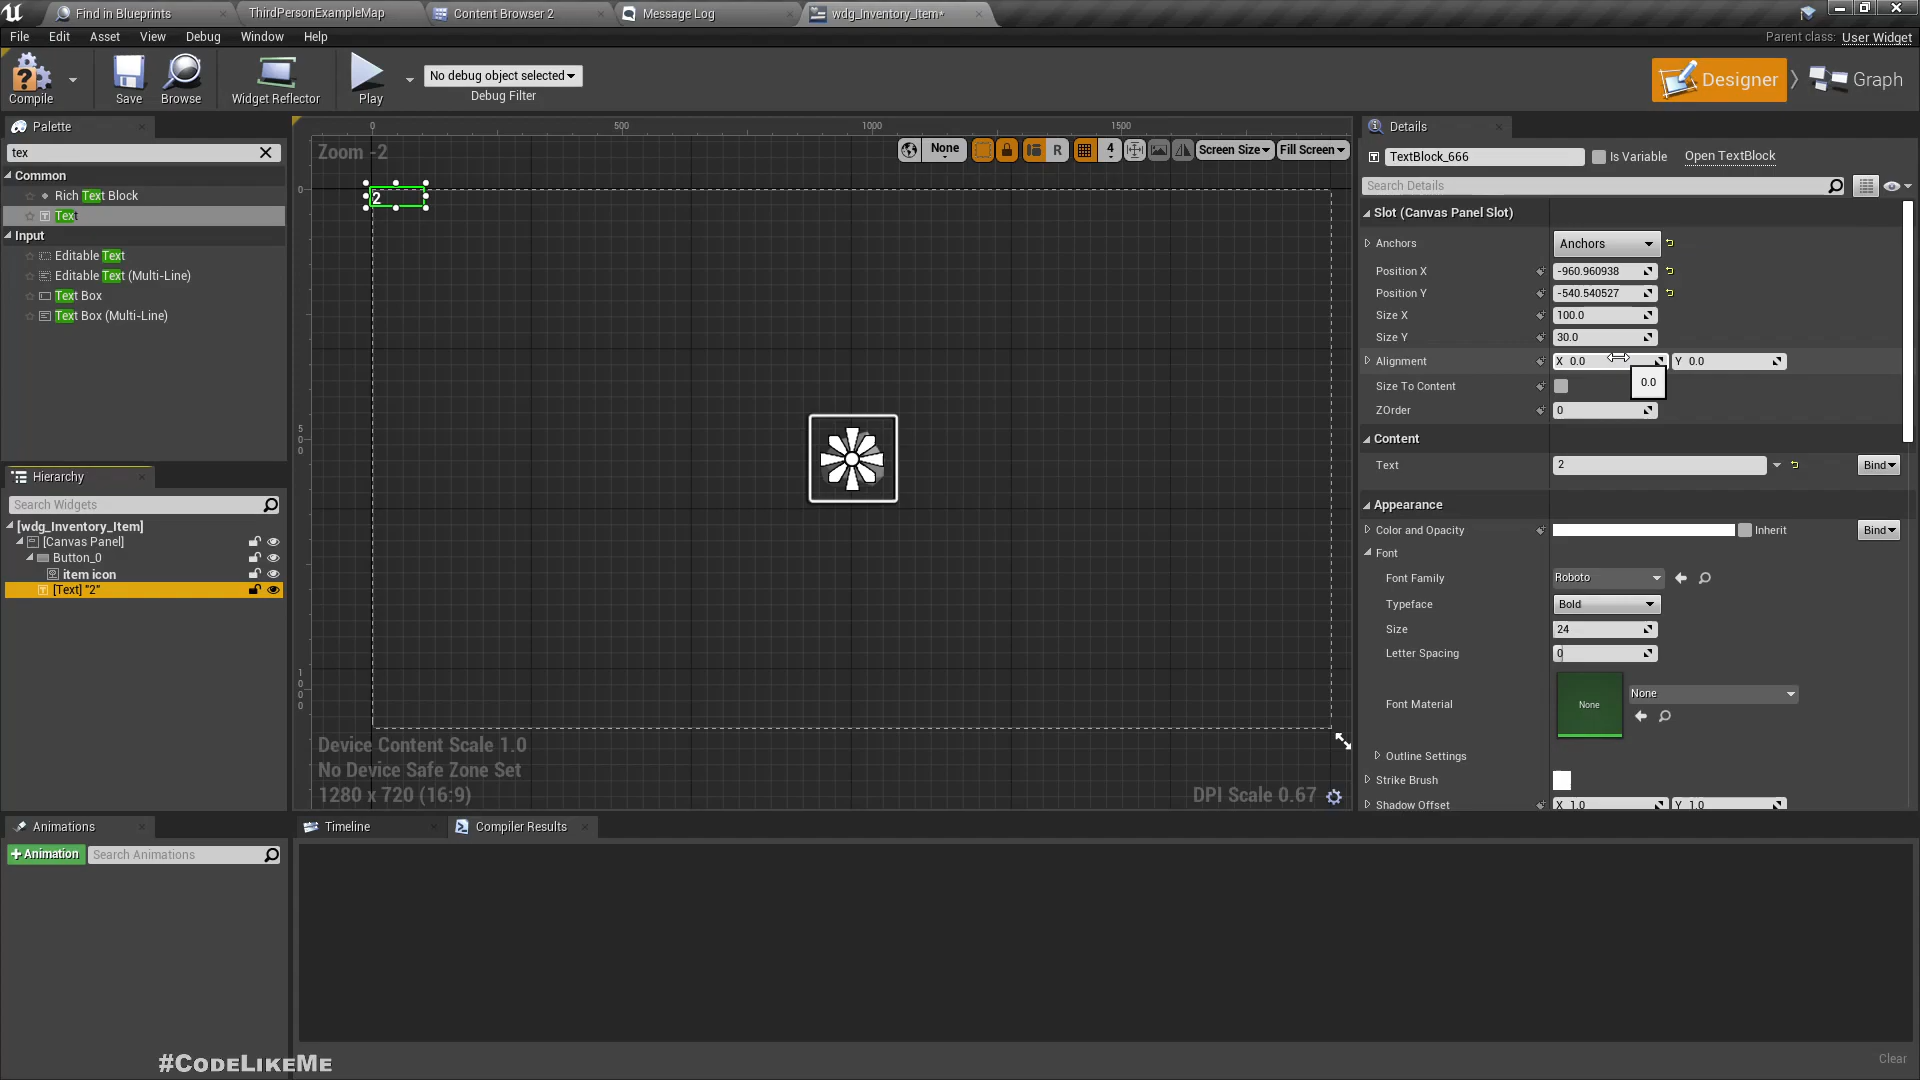 Find in Blueprints
ThirdPersonExampleMap
Content Browser 2
Message Log
wdg_Inventory_Item*
File Edit Asset View Debug Window Help
Parent class: User Widget
Compile
Save
Browse
Widget Reflector
Play
No debug object selected
Debug Filter
Designer
Graph
Palette
tex
Common
Rich Text Block
Text
Input
Editable Text
Editable Text (Multi-Line)
Text Box
Text Box (Multi-Line)
Hierarchy
Search Widgets
[wdg_Inventory_Item]
[Canvas Panel]
Button_0
item icon
[Text] "2"
0 500 1000 1500
Zoom -2
None
R
4
Screen Size
Fill Screen
0
500
1000
2
Device Content Scale 1.0
No Device Safe Zone Set
1280 x 720 (16:9)
DPI Scale 0.67
Details
TextBlock_666
Is Variable
Open TextBlock
Search Details
Slot (Canvas Panel Slot)
Anchors Anchors
Position X -960.960938
Position Y -540.540527
Size X 100.0
Size Y 30.0
Alignment X 0.0 Y 0.0
0.0
Size To Content
ZOrder 0
Content
Text 2 Bind
Appearance
Color and Opacity Inherit Bind
Font
Font Family Roboto
Typeface Bold
Size 24
Letter Spacing 0
Font Material None None
Outline Settings
Strike Brush
Shadow Offset X 1.0 Y 1.0
Animations
+Animation
Search Animations
Timeline
Compiler Results
Clear
#CodeLikeMe